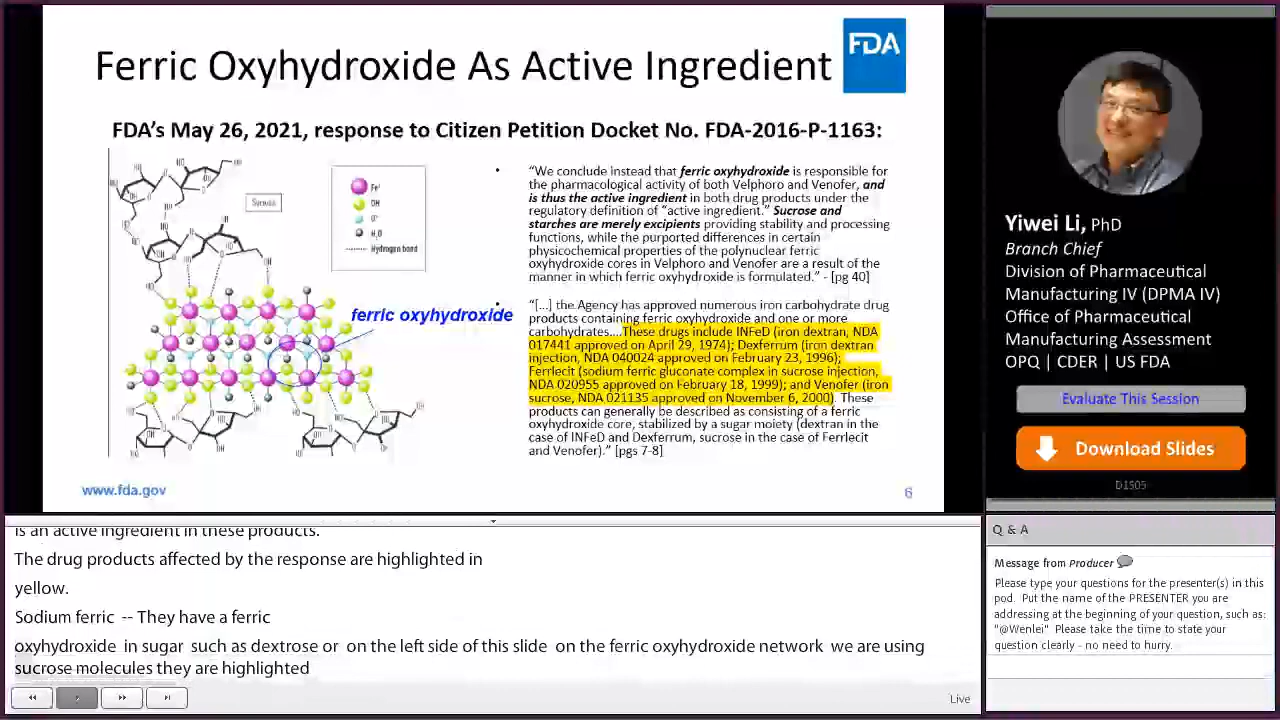 Ferric Oxyhydroxide As Active Ingredient
FDA
FDA's May 26, 2021, response to Citizen Petition Docket No. FDA-2016-P-1163:
Sucrose
OH
H₂O
Hydrogen bond
ferric oxyhydroxide
• "We conclude instead that ferric oxyhydroxide is responsible for
the pharmacological activity of both Velphoro and Venofer, and
is thus the active ingredient in both drug products under the
regulatory definition of "active ingredient." Sucrose and
starches are merely excipients providing stability and processing
functions, while the purported differences in certain
physicochemical properties of the polynuclear ferric
oxyhydroxide cores in Velphoro and Venofer are a result of the
manner in which ferric oxyhydroxide is formulated." - [pg 40]
• "[...] the Agency has approved numerous iron carbohydrate drug
products containing ferric oxyhydroxide and one or more
carbohydrates....These drugs include INFeD (iron dextran, NDA
017441 approved on April 29, 1974); Dexferrum (iron dextran
injection, NDA 040024 approved on February 23, 1996);
Ferrlecit (sodium ferric gluconate complex in sucrose injection,
NDA 020955 approved on February 18, 1999); and Venofer (iron
sucrose, NDA 021135 approved on November 6, 2000). These
products can generally be described as consisting of a ferric
oxyhydroxide core, stabilized by a sugar moiety (dextran in the
case of INFeD and Dexferrum, sucrose in the case of Ferrlecit
and Venofer)." [pgs 7-8]
www.fda.gov
6
Yiwei Li, PhD
Branch Chief
Division of Pharmaceutical
Manufacturing IV (DPMA IV)
Office of Pharmaceutical
Manufacturing Assessment
OPQ | CDER | US FDA
Evaluate This Session
Download Slides
D1S05
is an active ingredient in these products.
The drug products affected by the response are highlighted in
yellow.
Sodium ferric -- They have a ferric
oxyhydroxide in sugar such as dextrose or on the left side of this slide on the ferric oxyhydroxide network we are using
sucrose molecules they are highlighted
Live
Q & A
Message from Producer
Please type your questions for the presenter(s) in this
pod. Put the name of the PRESENTER you are
addressing at the beginning of your question, such as:
"@Wenlei" Please take the time to state your
question clearly - no need to hurry.